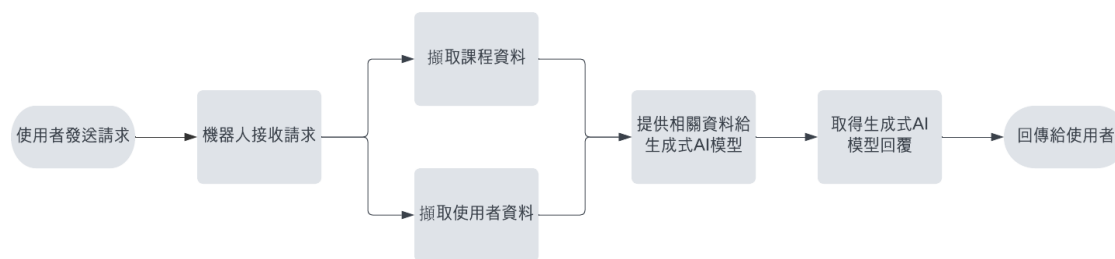 使用者發送請求
機器人接收請求
擷取課程資料
擷取使用者資料
提供相關資料給
生成式AI模型
取得生成式AI
模型回覆
回傳給使用者